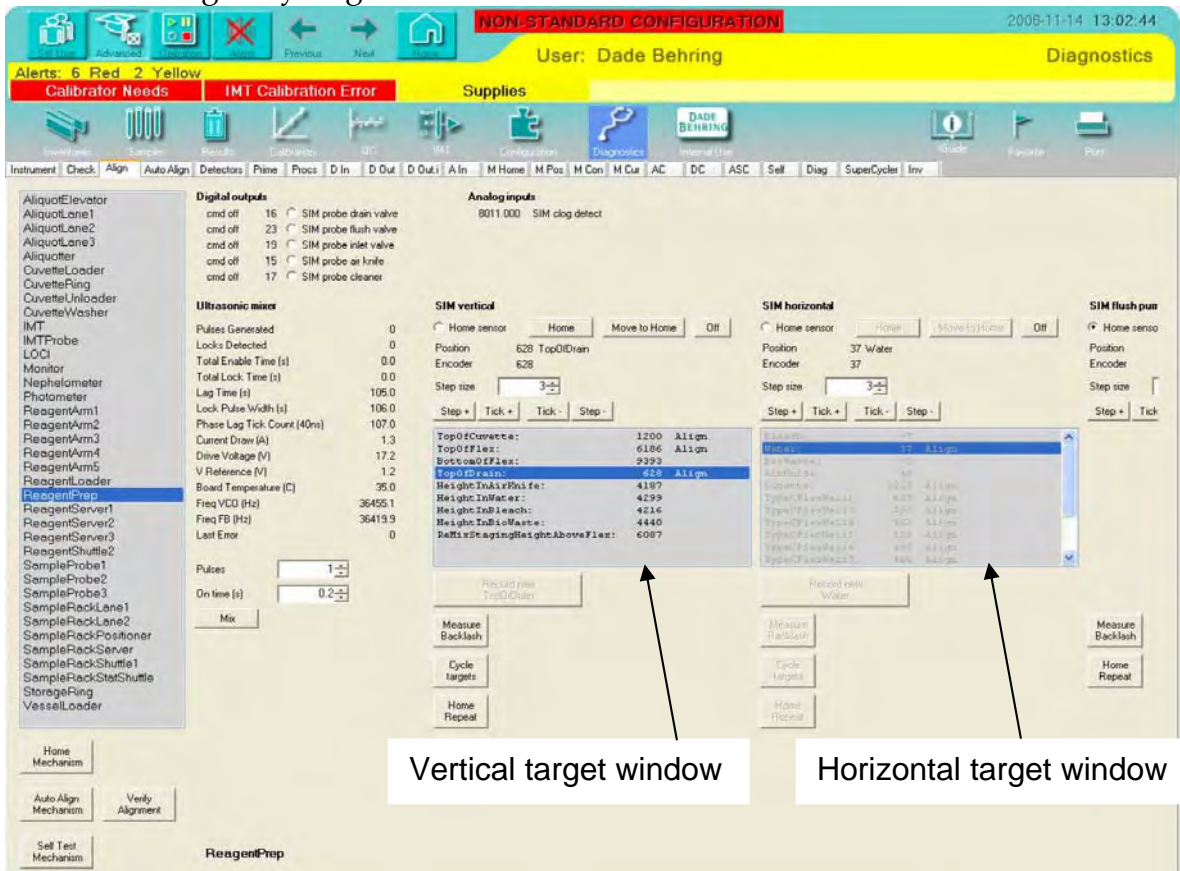 NON-STANDARD CONFIGURATION
2006-11-14 13:02:44
Advanced
Previous
Next
User: Dade Behring
Diagnostics
Alerts: 6 Red 2 Yellow
Calibrator Needs
IMT Calibration Error
Supplies
DADE
BEHRING
Diagnostics
Instrument Check Align Auto Align Detectors Prime Procs D In D Out D Out.i A In M Home M Pos M Con M Cur AC DC ASC Self Diag SuperCycler Inv
AliquotElevator
AliquotLane1
AliquotLane2
AliquotLane3
Aliquotter
CuvetteLoader
CuvetteRing
CuvetteUnloader
CuvetteWasher
IMT
IMTProbe
LOCI
Monitor
Nephelometer
Photometer
ReagentArm1
ReagentArm2
ReagentArm3
ReagentArm4
ReagentArm5
ReagentLoader
ReagentPrep
ReagentServer1
ReagentServer2
ReagentServer3
ReagentShuttle2
SampleProbe1
SampleProbe2
SampleProbe3
SampleRackLane1
SampleRackLane2
SampleRackPositioner
SampleRackServer
SampleRackShuttle1
SampleRackStatShuttle
StorageRing
VesselLoader
Home
Mechanism
Auto Align
Mechanism
Verify
Alignment
Self Test
Mechanism
Digital outputs
cmd off 16 SIM probe drain valve
cmd off 23 SIM probe flush valve
cmd off 19 SIM probe inlet valve
cmd off 15 SIM probe air knife
cmd off 17 SIM probe cleaner
Analog inputs
8011.000 SIM clog detect
Ultrasonic mixer
Pulses Generated 0
Locks Detected 0
Total Enable Time (s) 0.0
Total Lock Time (s) 0.0
Lag Time (s) 105.0
Lock Pulse Width (s) 106.0
Phase Lag Tick Count (40ns) 107.0
Current Draw (A) 1.3
Drive Voltage (V) 17.2
V Reference (V) 1.2
Board Temperature (C) 35.0
Freq VCO (Hz) 36455.1
Freq FB (Hz) 36419.9
Last Error 0
Pulses 1
On time (s) 0.2
Mix
SIM vertical
Home sensor Home Move to Home Off
Position 628 TopOfDrain
Encoder 628
Step size 3
Step + Tick + Tick - Step -
TopOfCuvette: 1200 Align
TopOfFlex: 6186 Align
BottomOfFlex: 9393
TopOfDrain: 628 Align
HeightInAirKnife: 4187
HeightInWater: 4299
HeightInBleach: 4216
HeightInBioWaste: 4440
ReMixStagingHeightAboveFlex: 6087
Record new
TopOfDrain
Measure
Backlash
Cycle
targets
Home
Repeat
SIM horizontal
Home sensor Home Move to Home Off
Position 37 Water
Encoder 37
Step size 3
Step + Tick + Tick - Step -
Water: 37 Align
Record new
Water
Measure
Backlash
Cycle
targets
Home
Repeat
SIM flush pum
Home senso
Position
Encoder
Step size
Step + Tick
Measure
Backlash
Home
Repeat
Vertical target window
Horizontal target window
ReagentPrep